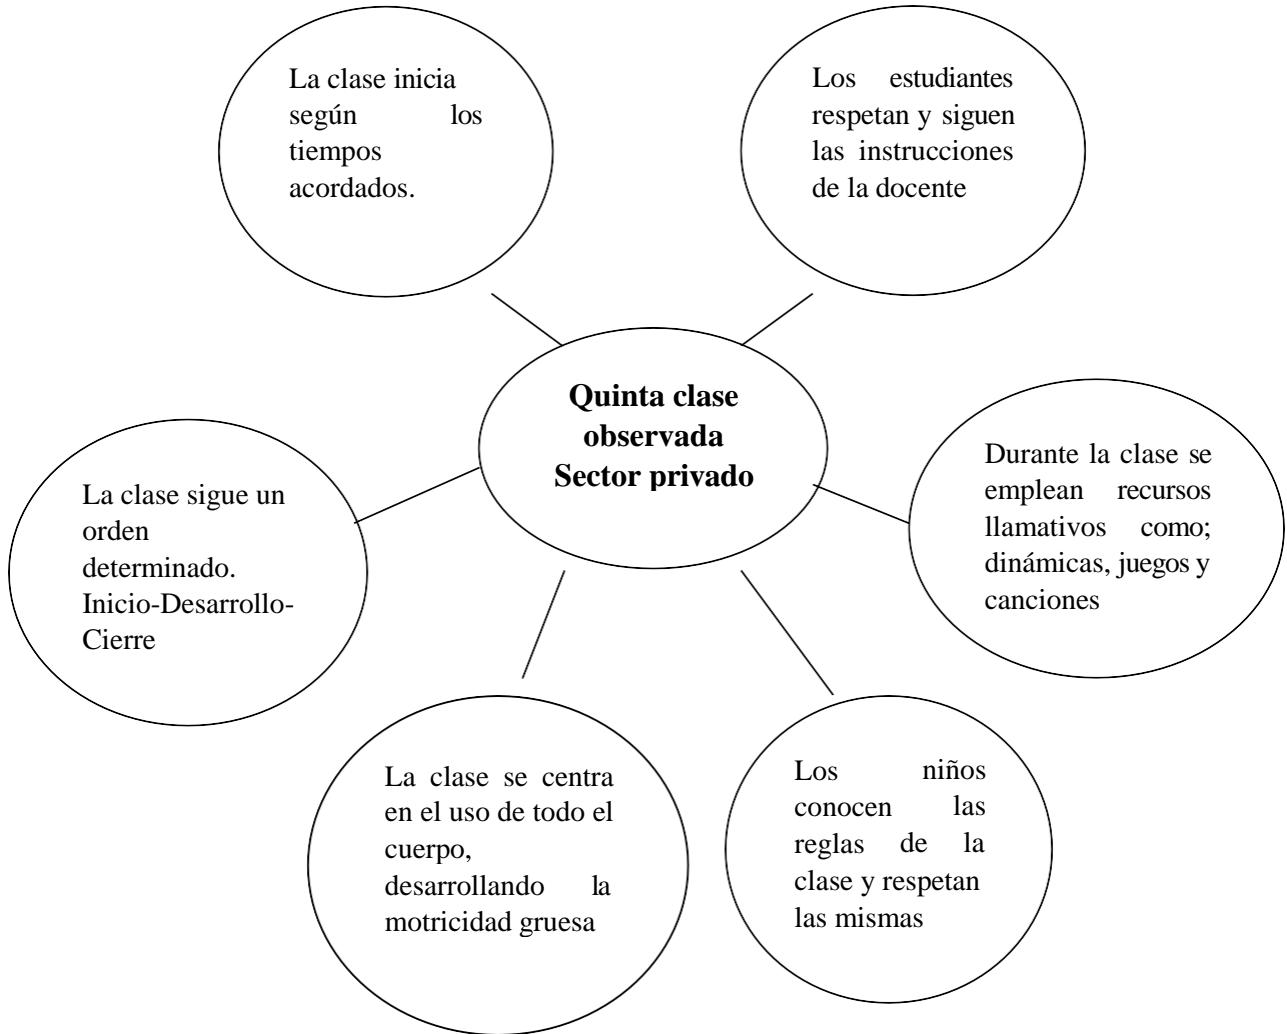 La clase inicia
según los
tiempos
acordados.
Los estudiantes
respetan y siguen
las instrucciones
de la docente
Quinta clase
observada
Sector privado
Durante la clase se
emplean recursos
llamativos como;
dinámicas, juegos y
canciones
La clase sigue un
orden
determinado.
Inicio-Desarrollo-
Cierre
La clase se centra
en el uso de todo el
cuerpo,
desarrollando la
motricidad gruesa
Los niños
conocen las
reglas de la
clase y respetan
las mismas